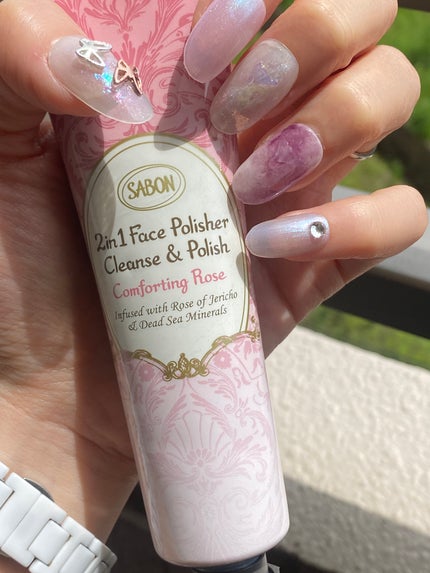 SABON
2in1 Face Polisher
Cleanse & Polish
Comforting Rose
Infused with Rose of Jericho
& Dead Sea Minerals